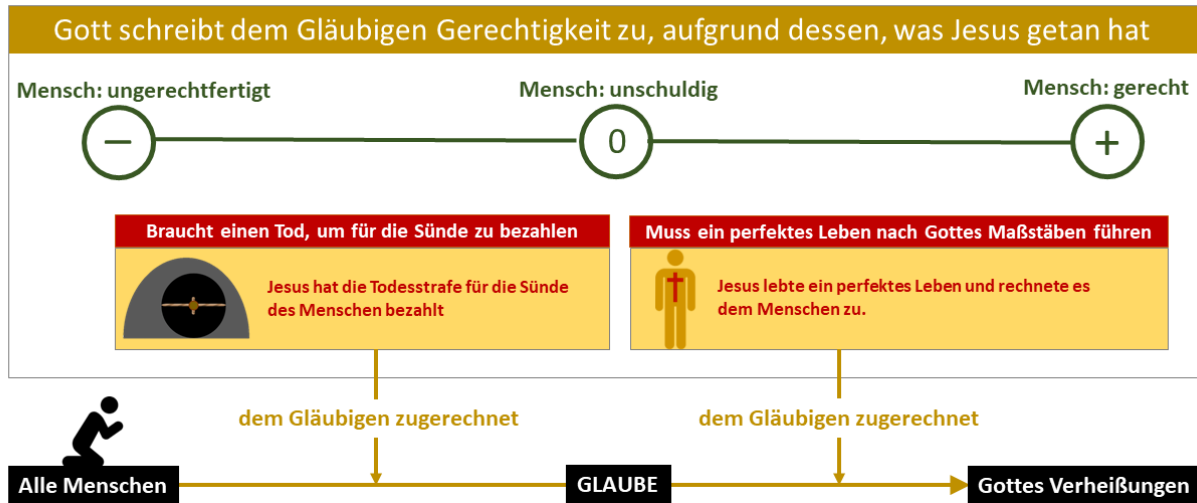 Gott schreibt dem Gläubigen Gerechtigkeit zu, aufgrund dessen, was Jesus getan hat
Mensch: ungerechtfertigt
Mensch: unschuldig
Mensch: gerecht
−
0
+
Braucht einen Tod, um für die Sünde zu bezahlen
Jesus hat die Todesstrafe für die Sünde
des Menschen bezahlt
Muss ein perfektes Leben nach Gottes Maßstäben führen
Jesus lebte ein perfektes Leben und rechnete es
dem Menschen zu.
dem Gläubigen zugerechnet
dem Gläubigen zugerechnet
Alle Menschen
GLAUBE
Gottes Verheißungen